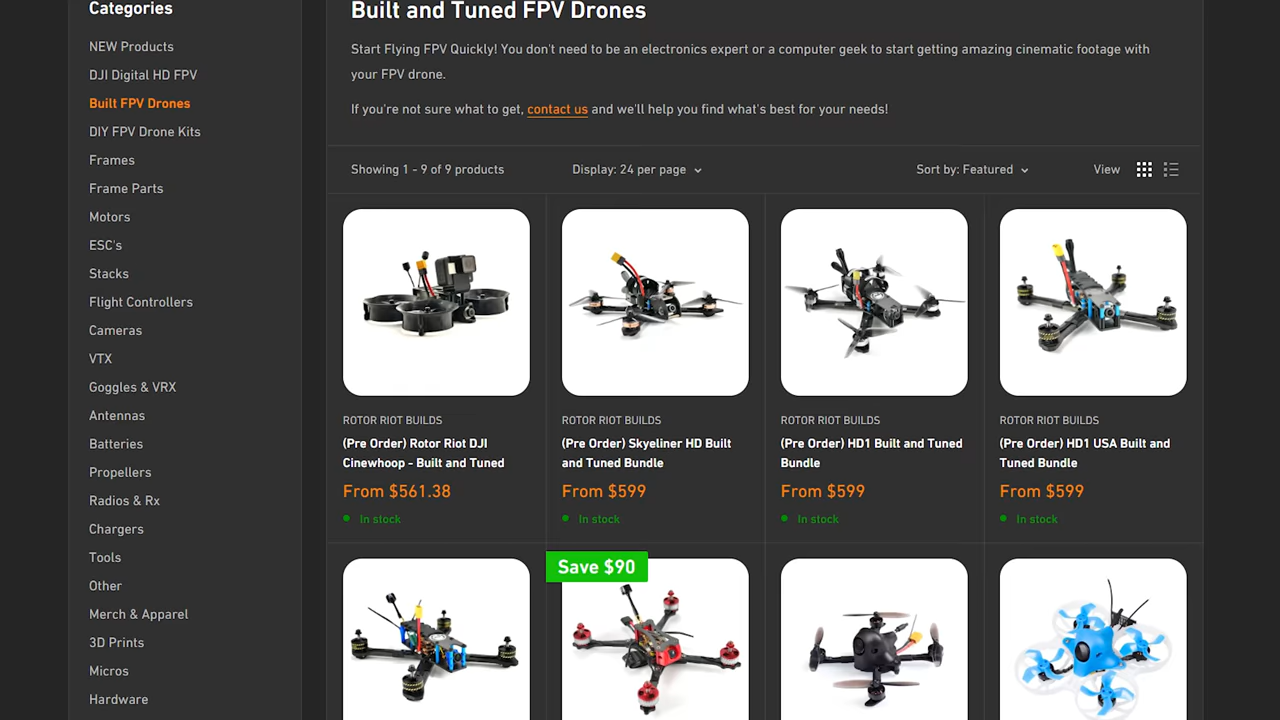 Categories
NEW Products
DJI Digital HD FPV
Built FPV Drones
DIY FPV Drone Kits
Frames
Frame Parts
Motors
ESC's
Stacks
Flight Controllers
Cameras
VTX
Goggles & VRX
Antennas
Batteries
Propellers
Radios & Rx
Chargers
Tools
Other
Merch & Apparel
3D Prints
Micros
Hardware
Built and Tuned FPV Drones
Start Flying FPV Quickly! You don't need to be an electronics expert or a computer geek to start getting amazing cinematic footage with
your FPV drone.
If you're not sure what to get, contact us and we'll help you find what's best for your needs!
Showing 1 - 9 of 9 products
Display: 24 per page
Sort by: Featured
View
ROTOR RIOT BUILDS
(Pre Order) Rotor Riot DJI
Cinewhoop - Built and Tuned
From $561.38
In stock
ROTOR RIOT BUILDS
(Pre Order) Skyeliner HD Built
and Tuned Bundle
From $599
In stock
ROTOR RIOT BUILDS
(Pre Order) HD1 Built and Tuned
Bundle
From $599
In stock
ROTOR RIOT BUILDS
(Pre Order) HD1 USA Built and
Tuned Bundle
From $599
In stock
Save $90